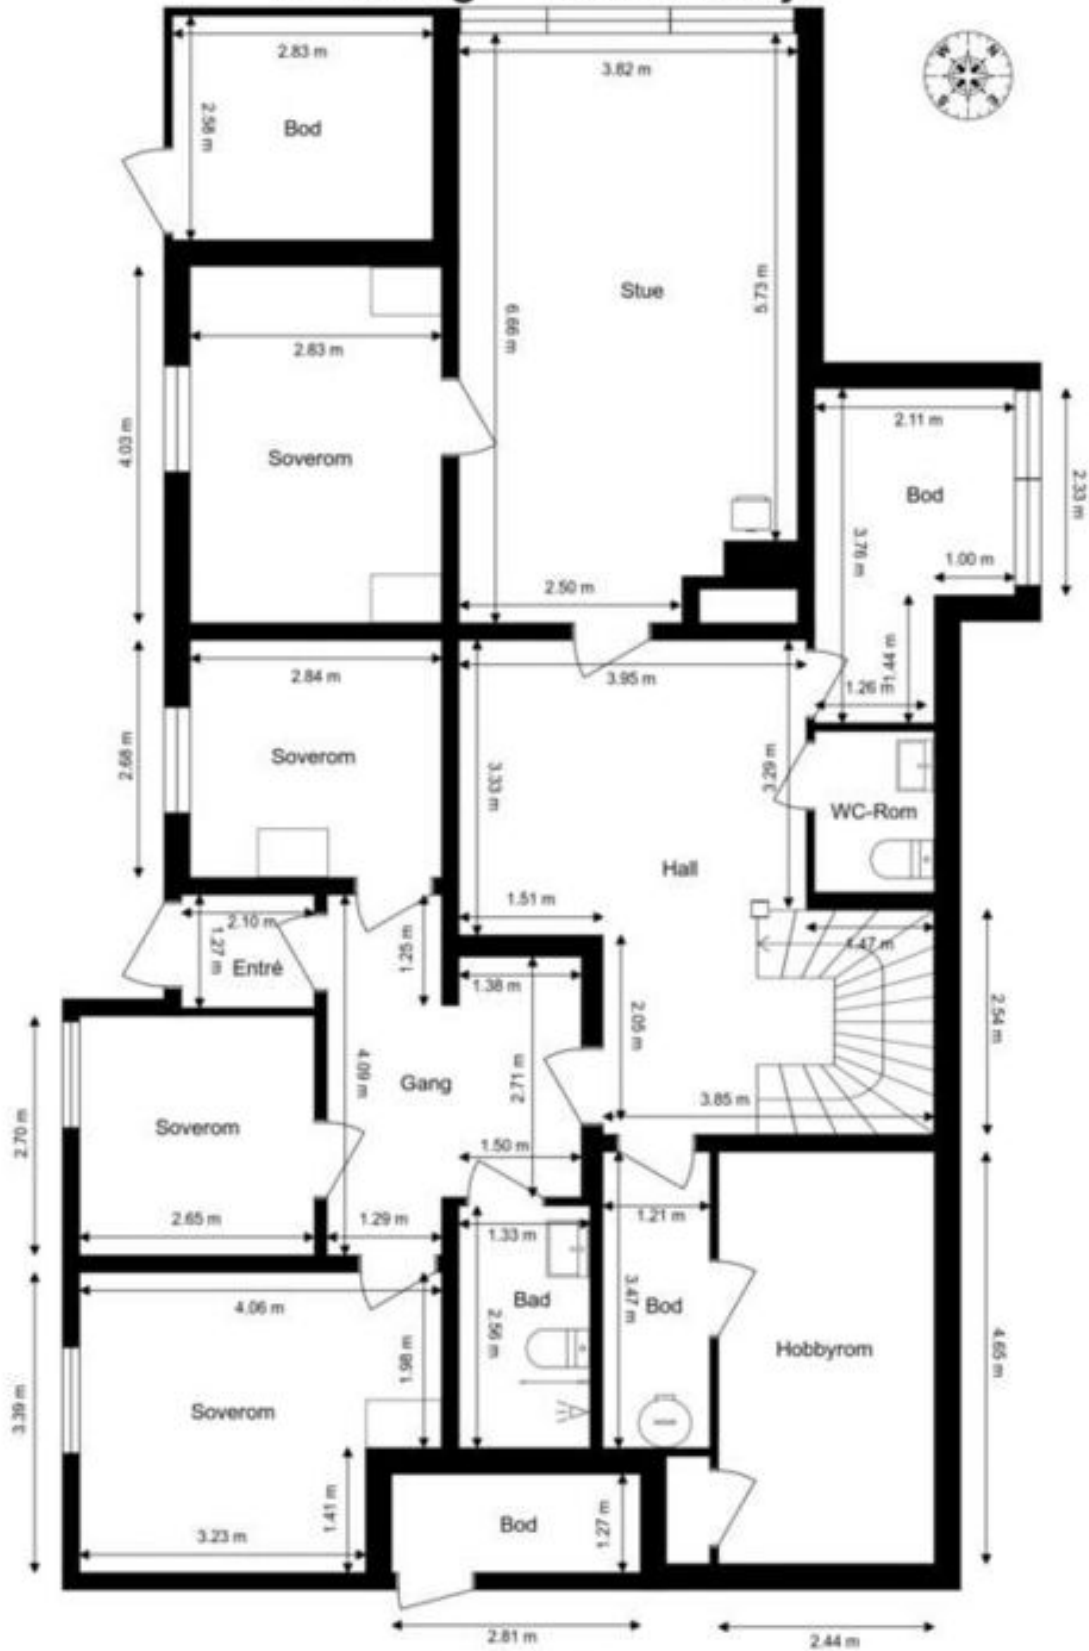 2.83 m
3.82 m
2.58 m
Bod
N
E
S
W
Stue
5.73 m
6.66 m
2.83 m
4.03 m
Soverom
2.11 m
2.33 m
Bod
3.76 m
1.00 m
2.50 m
1.44 m
1.26 m
2.84 m
3.95 m
2.68 m
Soverom
3.33 m
3.29 m
WC-Rom
Hall
1.51 m
2.10 m
1.27 m
Entré
1.25 m
1.47 m
1.38 m
2.05 m
2.54 m
4.09 m
Gang
2.71 m
3.85 m
2.70 m
Soverom
1.50 m
2.65 m
1.29 m
1.33 m
1.21 m
4.06 m
Bad
3.47 m
Bod
2.56 m
1.98 m
Hobbyrom
4.65 m
3.39 m
Soverom
1.41 m
3.23 m
Bod
1.27 m
2.81 m
2.44 m